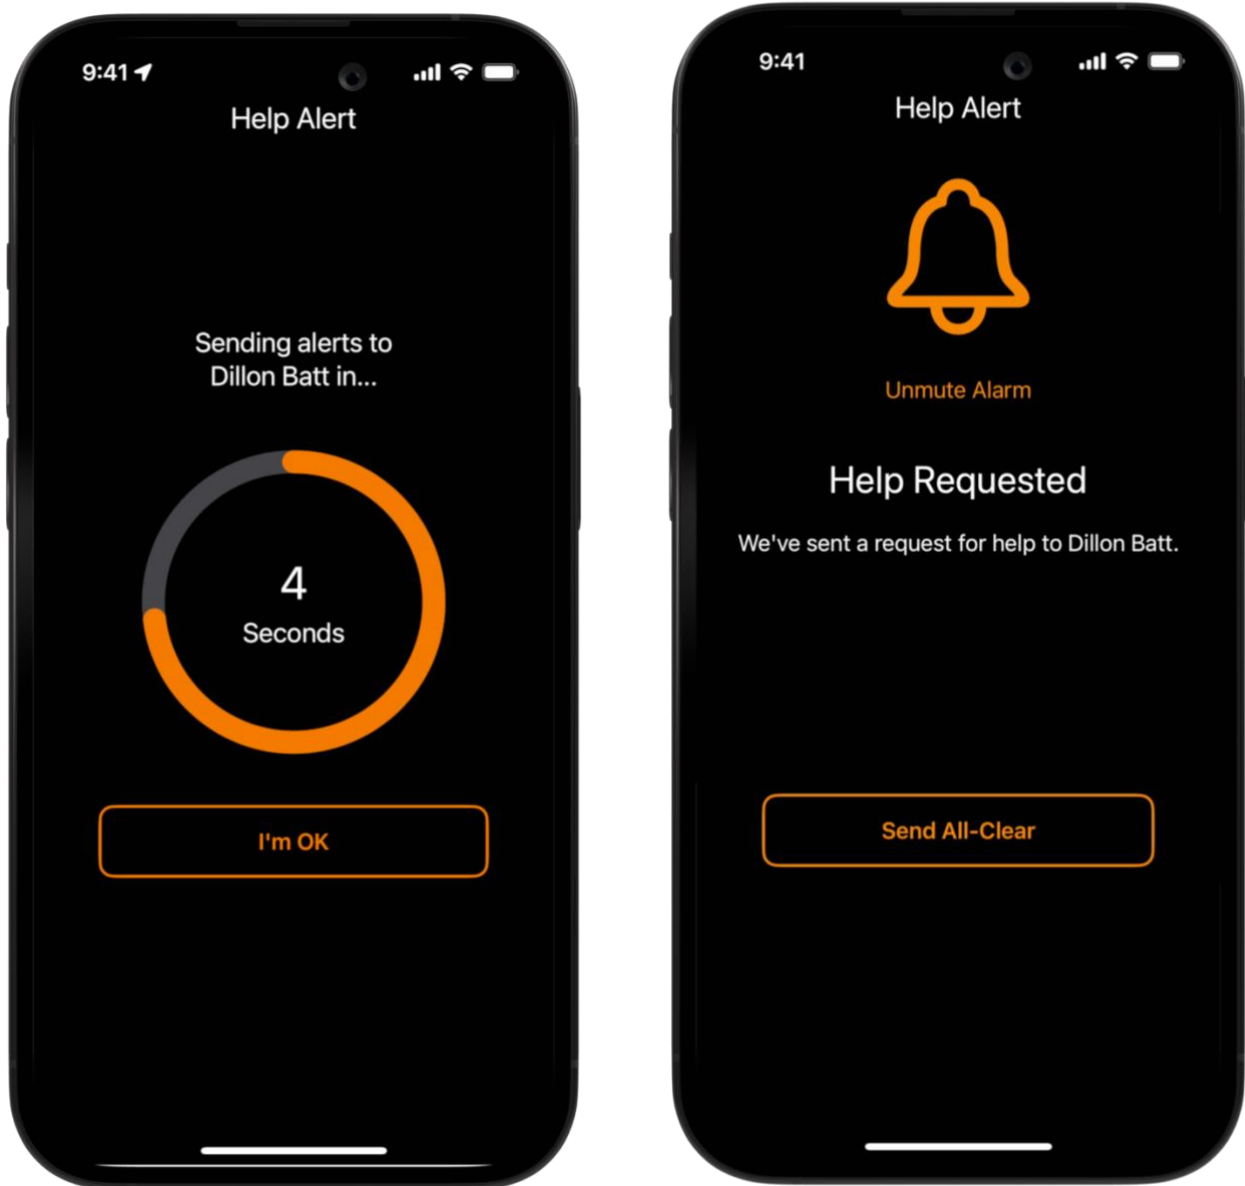 9:41
Help Alert
Sending alerts to
Dillon Batt in...
4
Seconds
I'm OK
9:41
Help Alert
Unmute Alarm
Help Requested
We've sent a request for help to Dillon Batt.
Send All-Clear